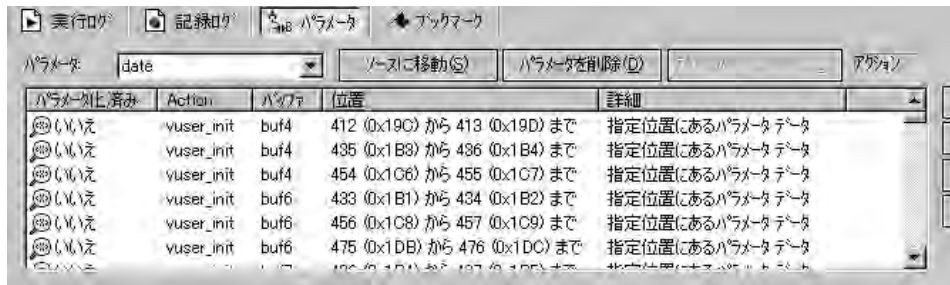 実行ログ 記録ログ パラメータ ブックマーク
パラメータ: date ソースに移動(S) パラメータを削除(D) アクション
パラメータ化済み Action バッファ 位置 詳細
いいえ vuser_init buf4 412 (0x19C) から 413 (0x19D) まで 指定位置にあるパラメータ データ
いいえ vuser_init buf4 435 (0x1B3) から 436 (0x1B4) まで 指定位置にあるパラメータ データ
いいえ vuser_init buf4 454 (0x1C6) から 455 (0x1C7) まで 指定位置にあるパラメータ データ
いいえ vuser_init buf6 433 (0x1B1) から 434 (0x1B2) まで 指定位置にあるパラメータ データ
いいえ vuser_init buf6 456 (0x1C8) から 457 (0x1C9) まで 指定位置にあるパラメータ データ
いいえ vuser_init buf6 475 (0x1DB) から 476 (0x1DC) まで 指定位置にあるパラメータ データ